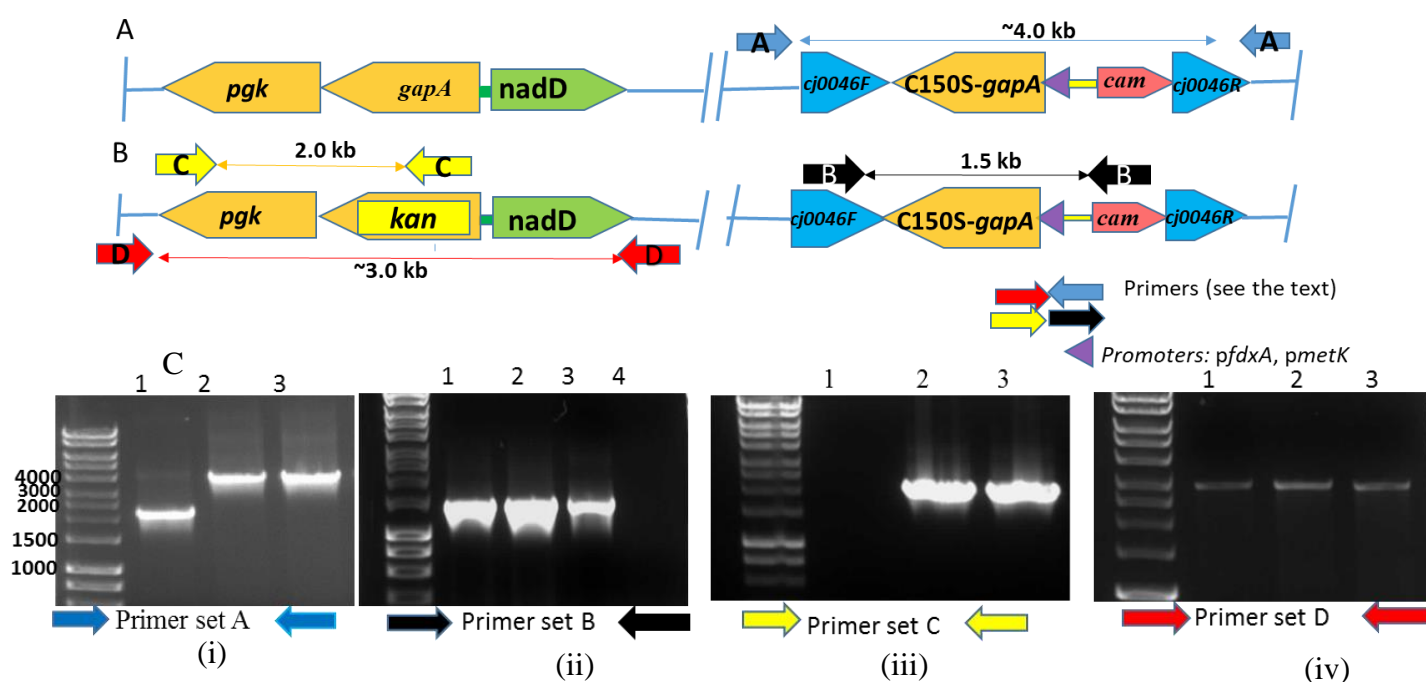 A
A ~4.0 kb A
pgk gapA nadD cj0046F C150S-gapA cam cj0046R
B
C 2.0 kb C
B 1.5 kb B
pgk kan nadD cj0046F C150S-gapA cam cj0046R
D ~3.0 kb D
Primers (see the text)
Promoters: pfdxA, pmetK
C
1 2 3
1 2 3 4
1 2 3
1 2 3
4000
3000
2000
1500
1000
Primer set A
Primer set B
Primer set C
Primer set D
(i)
(ii)
(iii)
(iv)